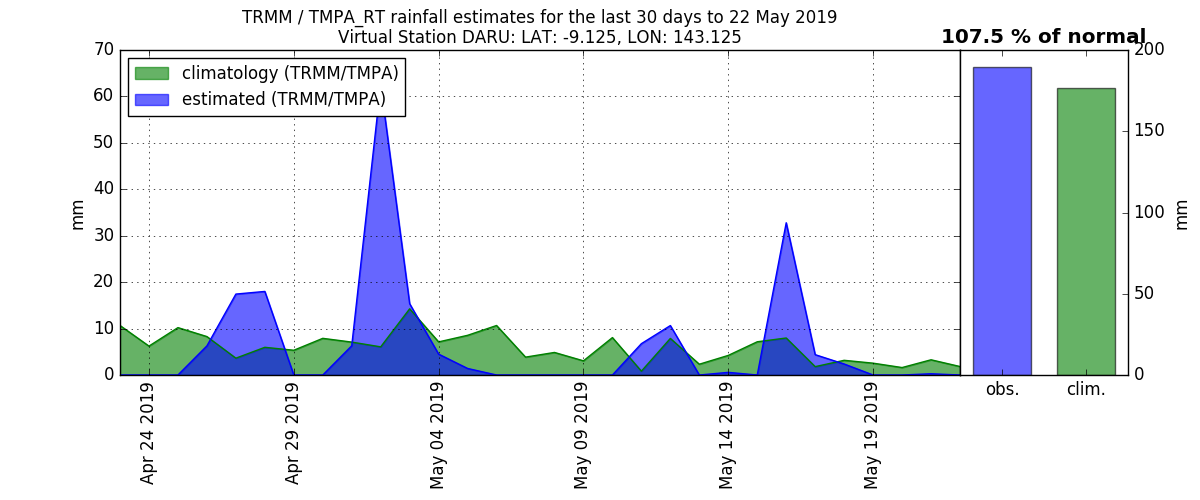 TRMM / TMPA_RT rainfall estimates for the last 30 days to 22 May 2019
Virtual Station DARU: LAT: -9.125, LON: 143.125
107.5 % of normal
climatology (TRMM/TMPA)
estimated (TRMM/TMPA)
70
60
50
40
30
20
10
0
mm
Apr 24 2019
Apr 29 2019
May 04 2019
May 09 2019
May 14 2019
May 19 2019
200
150
100
50
0
mm
obs.
clim.